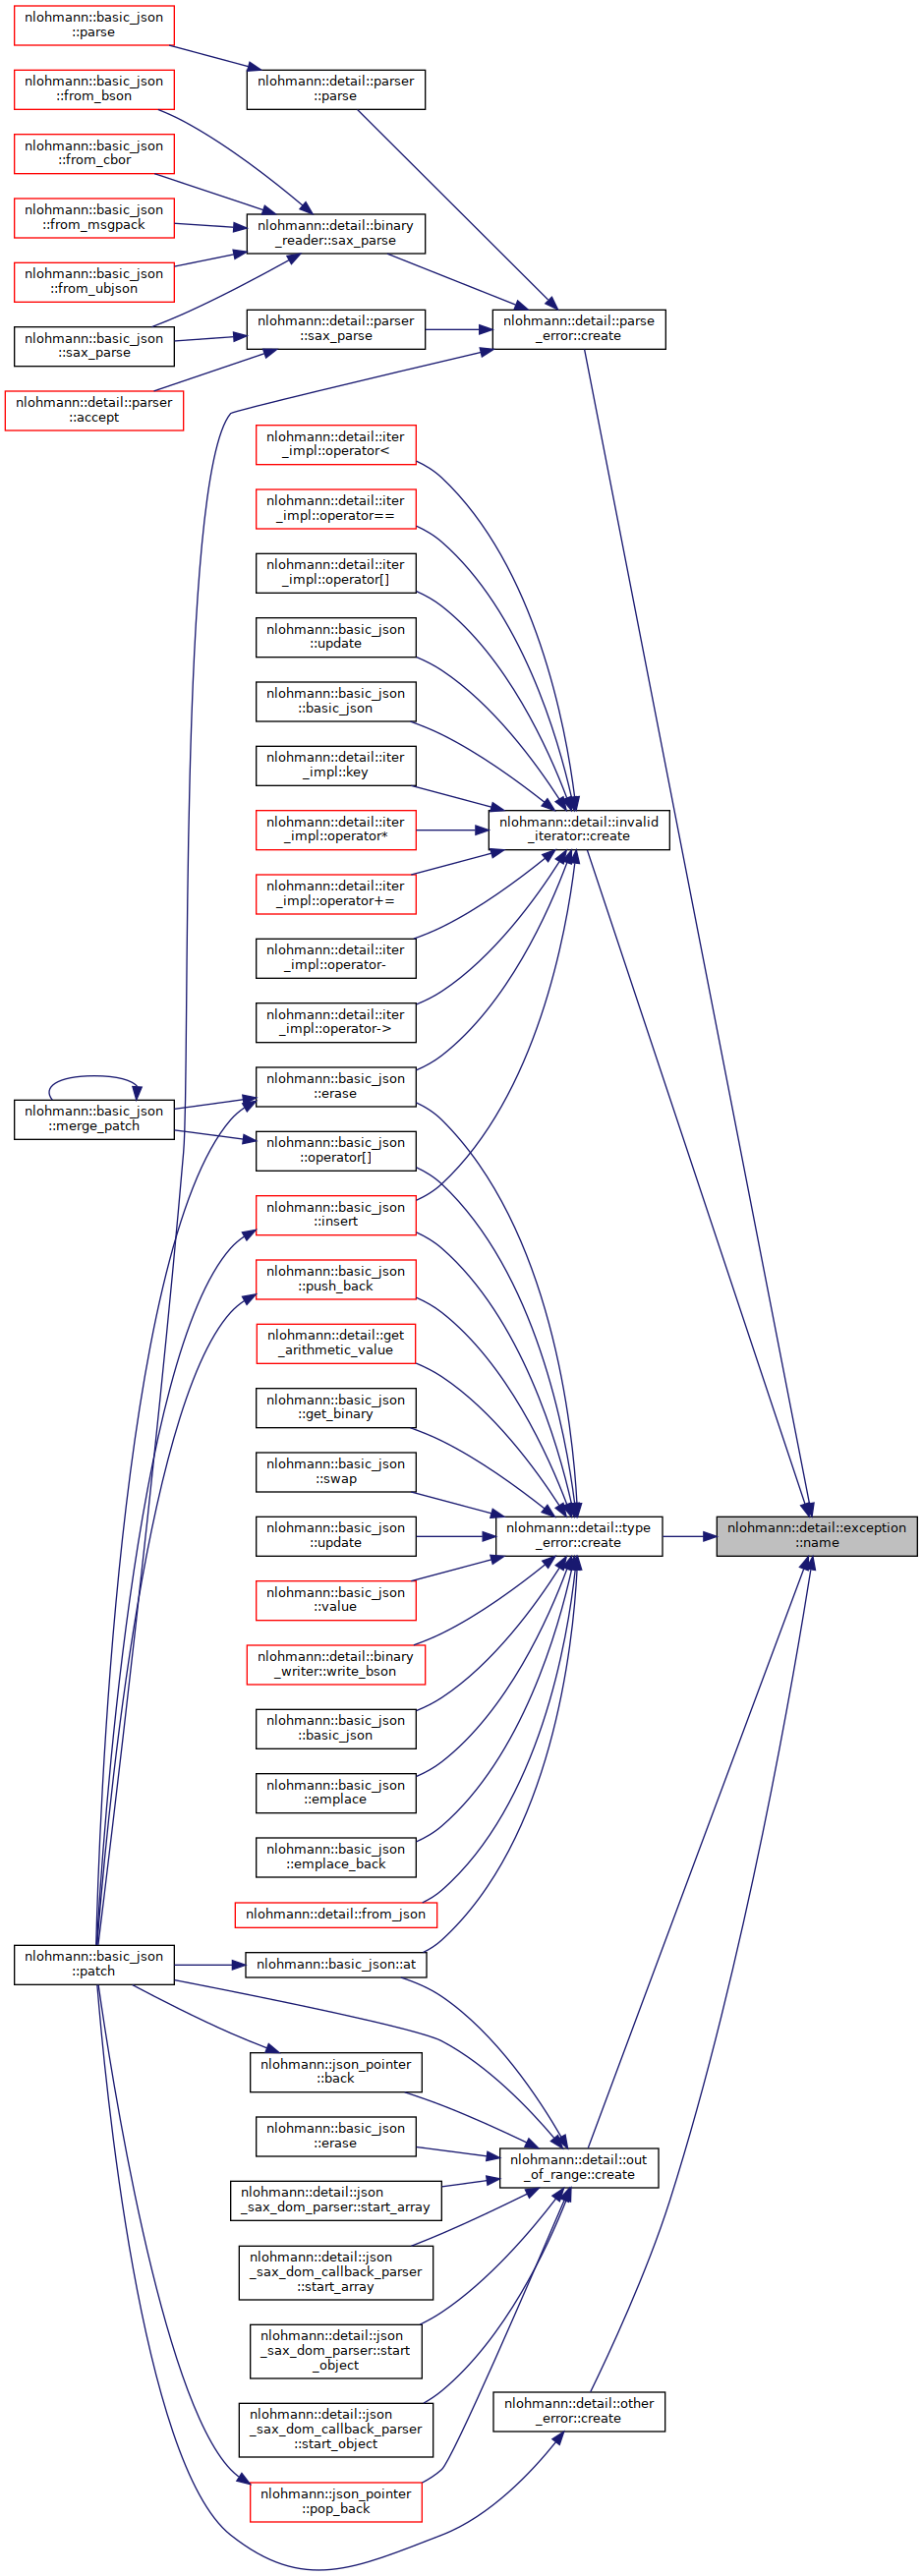 nlohmann::basic_json
::parse
nlohmann::basic_json
::from_bson
nlohmann::detail::parser
::parse
nlohmann::basic_json
::from_cbor
nlohmann::basic_json
::from_msgpack
nlohmann::detail::binary
_reader::sax_parse
nlohmann::basic_json
::from_ubjson
nlohmann::basic_json
::sax_parse
nlohmann::detail::parser
::sax_parse
nlohmann::detail::parse
_error::create
nlohmann::detail::parser
::accept
nlohmann::detail::iter
_impl::operator<
nlohmann::detail::iter
_impl::operator==
nlohmann::detail::iter
_impl::operator[]
nlohmann::basic_json
::update
nlohmann::basic_json
::basic_json
nlohmann::detail::iter
_impl::key
nlohmann::detail::iter
_impl::operator*
nlohmann::detail::invalid
_iterator::create
nlohmann::detail::iter
_impl::operator+=
nlohmann::detail::iter
_impl::operator-
nlohmann::detail::iter
_impl::operator->
nlohmann::basic_json
::erase
nlohmann::basic_json
::merge_patch
nlohmann::basic_json
::operator[]
nlohmann::basic_json
::insert
nlohmann::basic_json
::push_back
nlohmann::detail::get
_arithmetic_value
nlohmann::basic_json
::get_binary
nlohmann::basic_json
::swap
nlohmann::basic_json
::update
nlohmann::detail::type
_error::create
nlohmann::detail::exception
::name
nlohmann::basic_json
::value
nlohmann::detail::binary
_writer::write_bson
nlohmann::basic_json
::basic_json
nlohmann::basic_json
::emplace
nlohmann::basic_json
::emplace_back
nlohmann::detail::from_json
nlohmann::basic_json
::patch
nlohmann::basic_json::at
nlohmann::json_pointer
::back
nlohmann::basic_json
::erase
nlohmann::detail::out
_of_range::create
nlohmann::detail::json
_sax_dom_parser::start_array
nlohmann::detail::json
_sax_dom_callback_parser
::start_array
nlohmann::detail::json
_sax_dom_parser::start
_object
nlohmann::detail::json
_sax_dom_callback_parser
::start_object
nlohmann::detail::other
_error::create
nlohmann::json_pointer
::pop_back